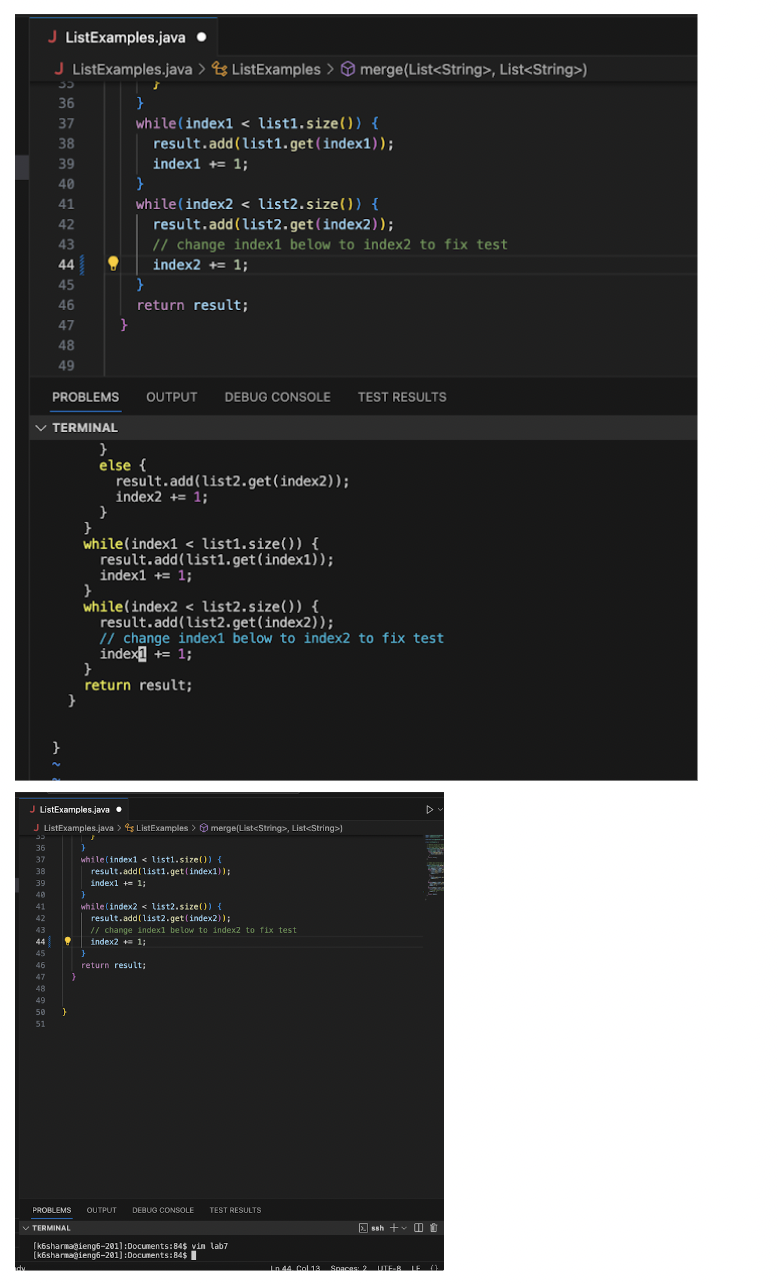 J ListExamples.java ●
J ListExamples.java > ListExamples > merge(List<String>, List<String>)
35 }
36 }
37 while(index1 < list1.size()) {
38 result.add(list1.get(index1));
39 index1 += 1;
40 }
41 while(index2 < list2.size()) {
42 result.add(list2.get(index2));
43 // change index1 below to index2 to fix test
44 index2 += 1;
45 }
46 return result;
47 }
48
49
PROBLEMS OUTPUT DEBUG CONSOLE TEST RESULTS
TERMINAL
}
else {
result.add(list2.get(index2));
index2 += 1;
}
}
while(index1 < list1.size()) {
result.add(list1.get(index1));
index1 += 1;
}
while(index2 < list2.size()) {
result.add(list2.get(index2));
// change index1 below to index2 to fix test
index1 += 1;
}
return result;
}
}
~
~
J ListExamples.java ●
J ListExamples.java > ListExamples > merge(List<String>, List<String>)
35 }
36 }
37 while(index1 < list1.size()) {
38 result.add(list1.get(index1));
39 index1 += 1;
40 }
41 while(index2 < list2.size()) {
42 result.add(list2.get(index2));
43 // change index1 below to index2 to fix test
44 index2 += 1;
45 }
46 return result;
47 }
48
49
50 }
51
PROBLEMS OUTPUT DEBUG CONSOLE TEST RESULTS
TERMINAL ssh
[k6sharma@ieng6-201]:Documents:84$ vim lab7
[k6sharma@ieng6-201]:Documents:84$
dy Ln 44, Col 13 Spaces: 2 UTF-8 LF {}